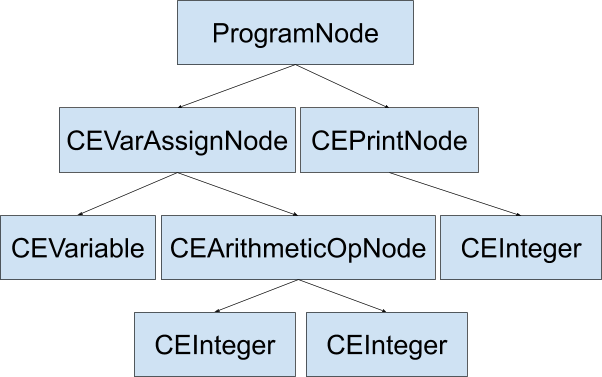 ProgramNode
CEVarAssignNode
CEPrintNode
CEVariable
CEArithmeticOpNode
CEInteger
CEInteger
CEInteger